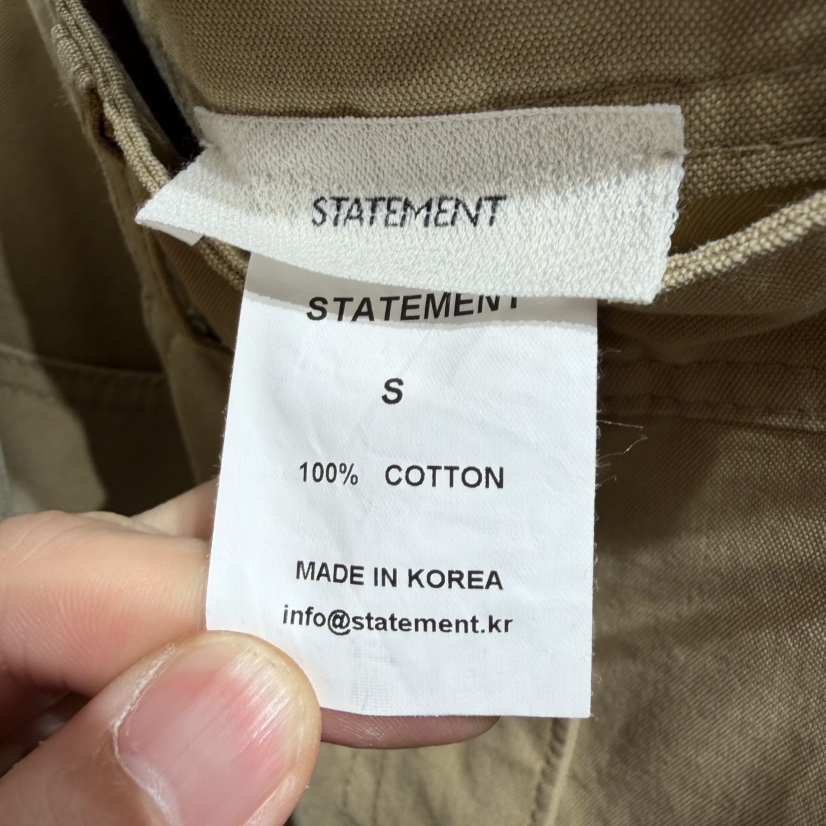 STATEMENT
STATEMENT
S
100% COTTON
MADE IN KOREA
info@statement.kr